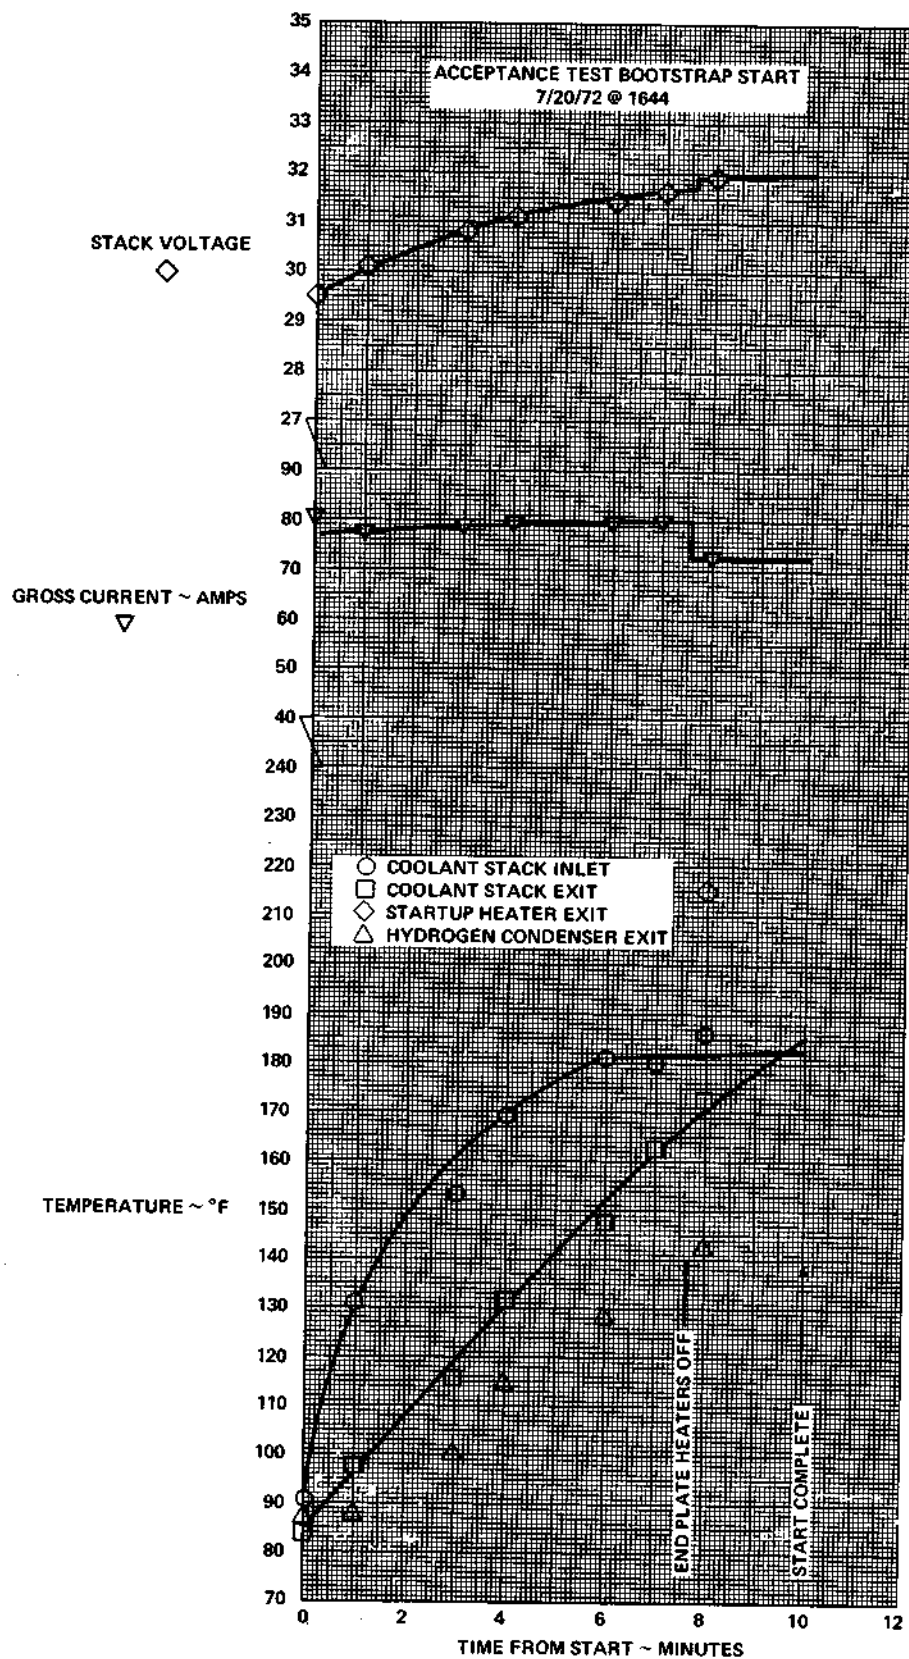 35
34
ACCEPTANCE TEST BOOTSTRAP START
7/20/72 @ 1644
33
32
31
STACK VOLTAGE
30
29
28
27
90
80
70
GROSS CURRENT ~ AMPS
60
50
40
240
230
220
COOLANT STACK INLET
COOLANT STACK EXIT
STARTUP HEATER EXIT
HYDROGEN CONDENSER EXIT
210
200
190
180
170
160
TEMPERATURE ~ °F
150
140
130
120
110
100
90
80
70
END PLATE HEATERS OFF
START COMPLETE
0 2 4 6 8 10 12
TIME FROM START ~ MINUTES